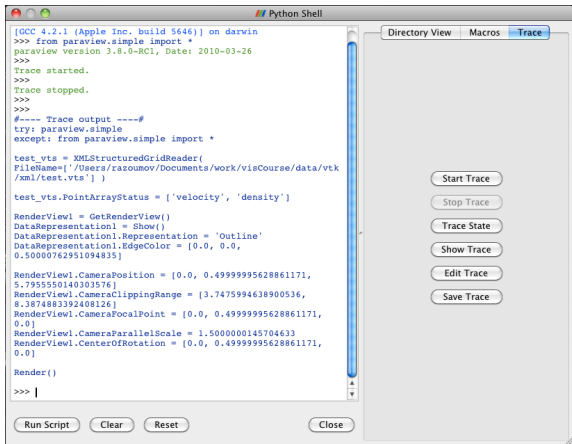 Python Shell
[GCC 4.2.1 (Apple Inc. build 5646)] on darwin
>>> from paraview.simple import *
paraview version 3.8.0-RC1, Date: 2010-03-26
>>>
Trace started.
>>>
Trace stopped.
>>>
>>>
#---- Trace output ----#
try: paraview.simple
except: from paraview.simple import *
test_vts = XMLStructuredGridReader(
FileName=['/Users/razoumov/Documents/work/visCourse/data/vtk
/xml/test.vts'] )
test_vts.PointArrayStatus = ['velocity', 'density']
RenderView1 = GetRenderView()
DataRepresentation1 = Show()
DataRepresentation1.Representation = 'Outline'
DataRepresentation1.EdgeColor = [0.0, 0.0,
0.50000762951094835]
RenderView1.CameraPosition = [0.0, 0.49999995628861171,
5.7955550140303576]
RenderView1.CameraClippingRange = [3.7475994638900536,
8.3874883392408126]
RenderView1.CameraFocalPoint = [0.0, 0.49999995628861171,
0.0]
RenderView1.CameraParallelScale = 1.5000000145704633
RenderView1.CenterOfRotation = [0.0, 0.49999995628861171,
0.0]
Render()
>>>
Run Script Clear Reset Close
Directory View Macros Trace
Start Trace
Stop Trace
Trace State
Show Trace
Edit Trace
Save Trace